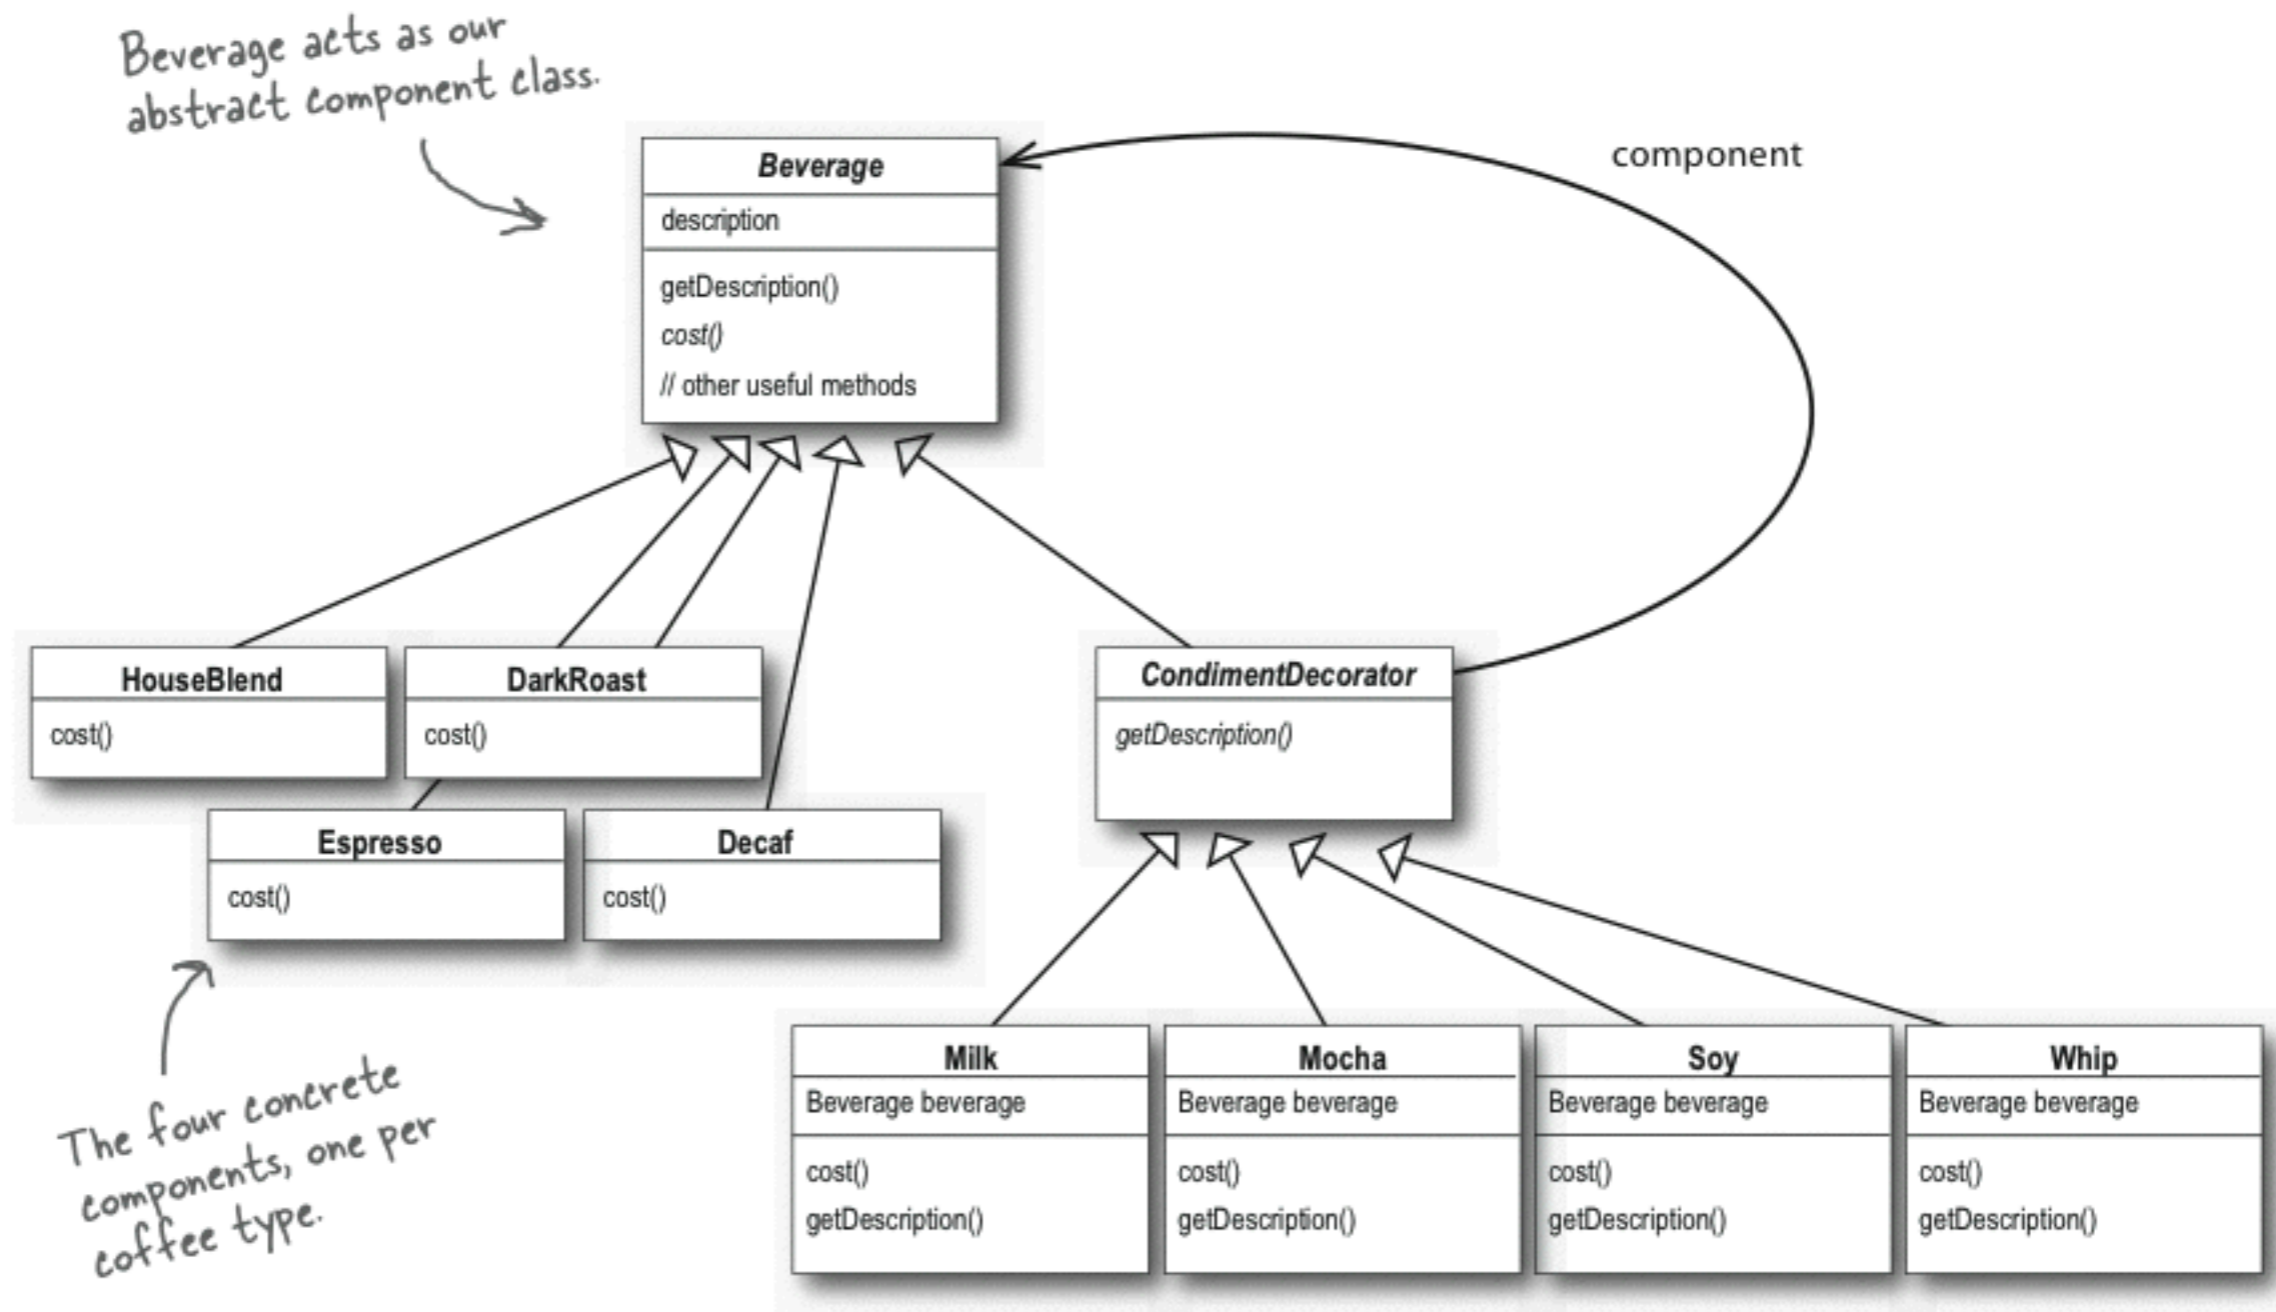 Beverage acts as our
abstract component class.
component
Beverage
description
getDescription()
cost()
// other useful methods
HouseBlend
cost()
DarkRoast
cost()
CondimentDecorator
getDescription()
Espresso
cost()
Decaf
cost()
The four concrete
components, one per
coffee type.
Milk
Beverage beverage
cost()
getDescription()
Mocha
Beverage beverage
cost()
getDescription()
Soy
Beverage beverage
cost()
getDescription()
Whip
Beverage beverage
cost()
getDescription()